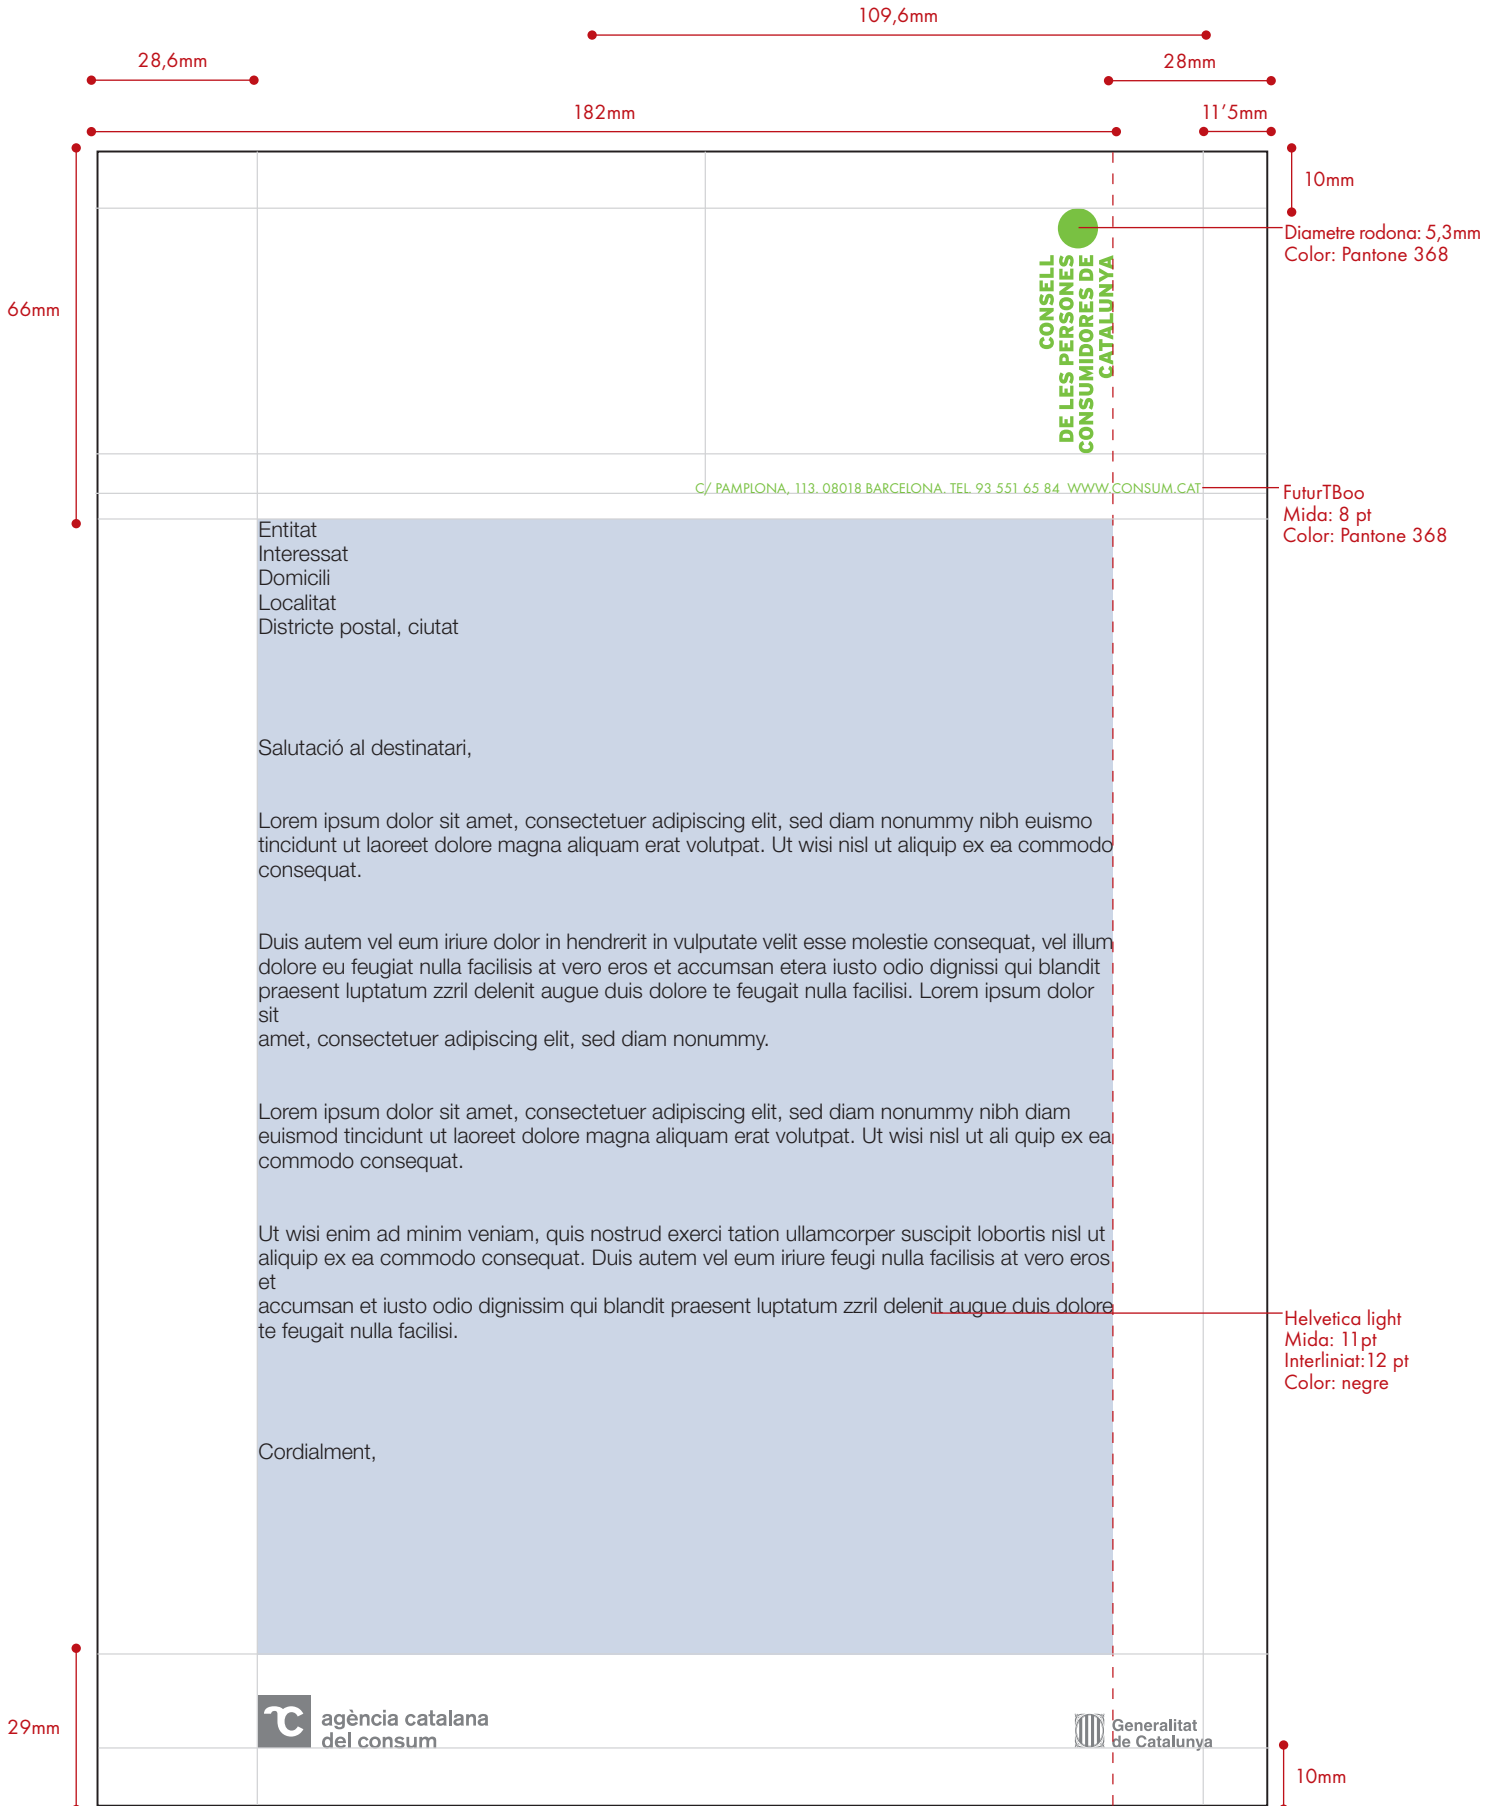 109,6mm
28,6mm
28mm
182mm
11’5mm
10mm
Diametre rodona: 5,3mm
Color: Pantone 368
CONSELL
DE LES PERSONES
CONSUMIDORES DE
CATALUNYA
66mm
C/ PAMPLONA, 113. 08018 BARCELONA. TEL. 93 551 65 84 WWW.CONSUM.CAT
FuturTBoo
Mida: 8 pt
Color: Pantone 368
Entitat
Interessat
Domicili
Localitat
Districte postal, ciutat
Salutació al destinatari,
Lorem ipsum dolor sit amet, consectetuer adipiscing elit, sed diam nonummy nibh euismo
tincidunt ut laoreet dolore magna aliquam erat volutpat. Ut wisi nisl ut aliquip ex ea commodo
consequat.
Duis autem vel eum iriure dolor in hendrerit in vulputate velit esse molestie consequat, vel illum
dolore eu feugiat nulla facilisis at vero eros et accumsan etera iusto odio dignissi qui blandit
praesent luptatum zzril delenit augue duis dolore te feugait nulla facilisi. Lorem ipsum dolor
sit
amet, consectetuer adipiscing elit, sed diam nonummy.
Lorem ipsum dolor sit amet, consectetuer adipiscing elit, sed diam nonummy nibh diam
euismod tincidunt ut laoreet dolore magna aliquam erat volutpat. Ut wisi nisl ut ali quip ex ea
commodo consequat.
Ut wisi enim ad minim veniam, quis nostrud exerci tation ullamcorper suscipit lobortis nisl ut
aliquip ex ea commodo consequat. Duis autem vel eum iriure feugi nulla facilisis at vero eros
et
accumsan et iusto odio dignissim qui blandit praesent luptatum zzril delenit augue duis dolore
te feugait nulla facilisi.
Helvetica light
Mida: 11pt
Interliniat:12 pt
Color: negre
Cordialment,
29mm
agència catalana
del consum
Generalitat
de Catalunya
10mm